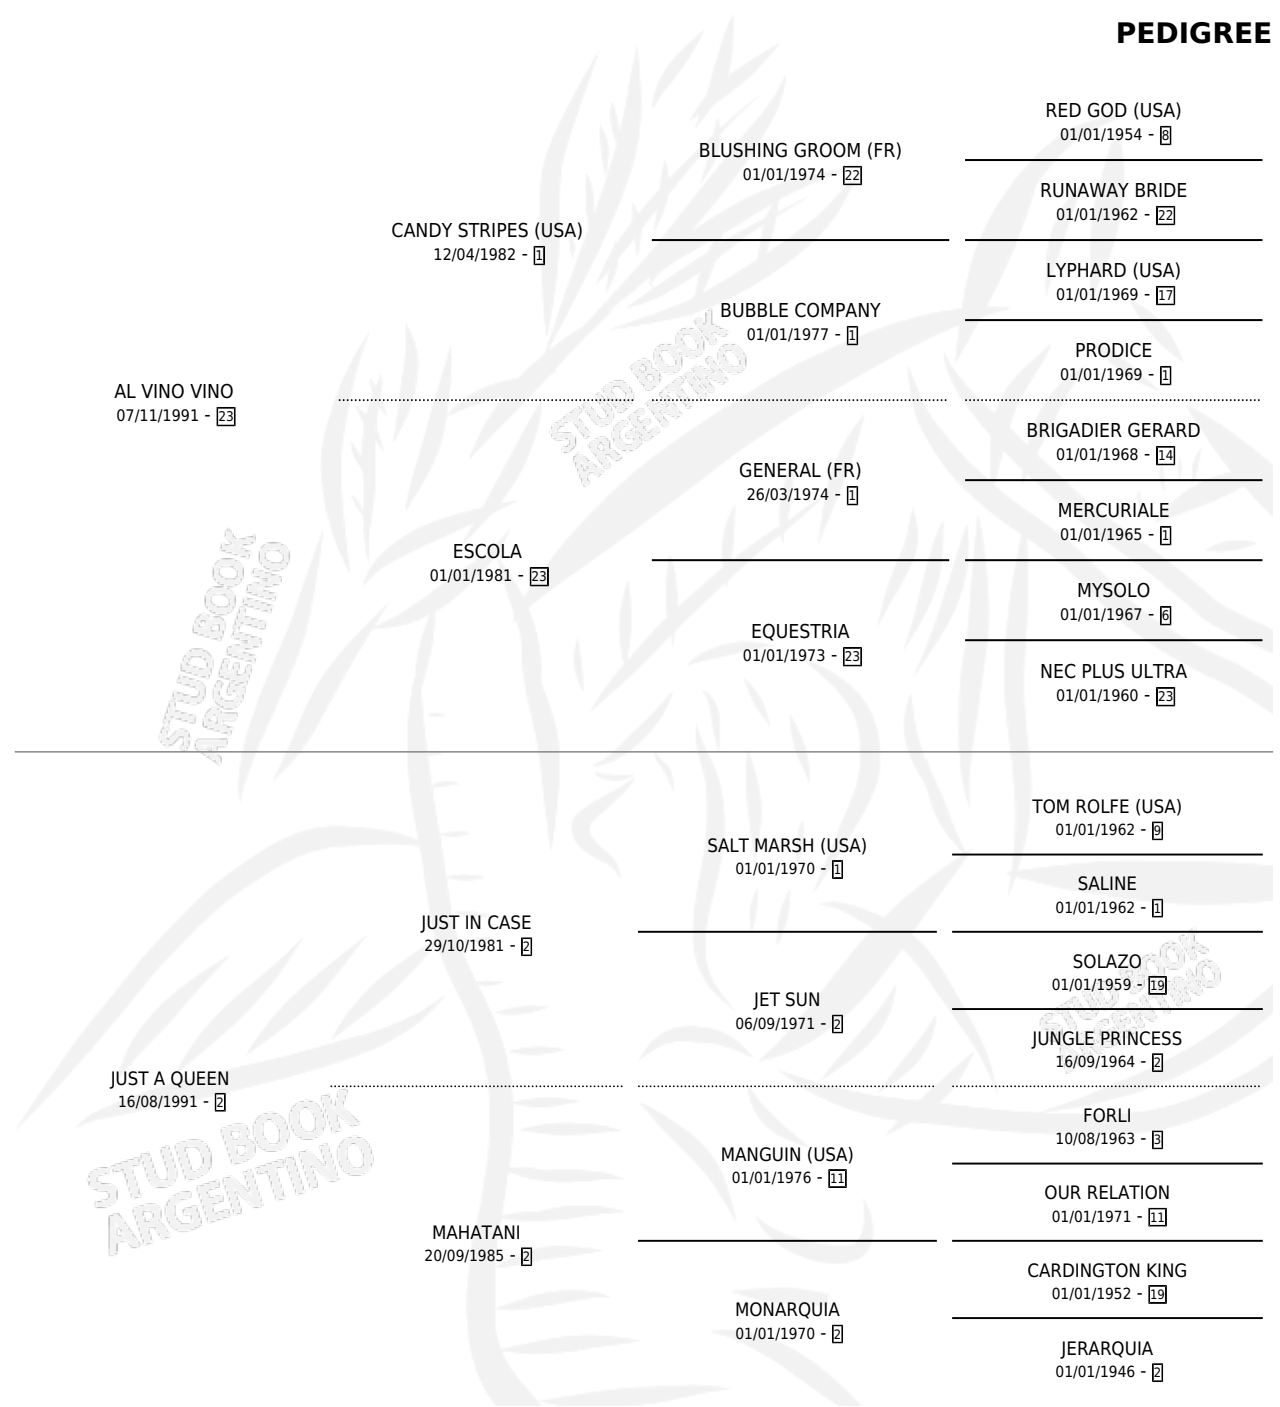 PEDIGREE
RED GOD (USA)
01/01/1954 - 8
BLUSHING GROOM (FR)
01/01/1974 - 22
RUNAWAY BRIDE
01/01/1962 - 22
CANDY STRIPES (USA)
12/04/1982 - 1
LYPHARD (USA)
01/01/1969 - 17
BUBBLE COMPANY
01/01/1977 - 1
PRODICE
01/01/1969 - 1
AL VINO VINO
07/11/1991 - 23
STUD BOOK
ARGENTINO
BRIGADIER GERARD
01/01/1968 - 14
GENERAL (FR)
26/03/1974 - 1
MERCURIALE
01/01/1965 - 1
ESCOLA
01/01/1981 - 23
MYSOLO
01/01/1967 - 6
EQUESTRIA
01/01/1973 - 23
NEC PLUS ULTRA
01/01/1960 - 23
STUD BOOK
ARGENTINO
TOM ROLFE (USA)
01/01/1962 - 9
SALT MARSH (USA)
01/01/1970 - 1
SALINE
01/01/1962 - 1
JUST IN CASE
29/10/1981 - 2
SOLAZO
01/01/1959 - 19
JET SUN
06/09/1971 - 2
STUD BOOK
ARGENTINO
JUNGLE PRINCESS
16/09/1964 - 2
JUST A QUEEN
16/08/1991 - 2
FORLI
10/08/1963 - 3
MANGUIN (USA)
01/01/1976 - 11
STUD BOOK
ARGENTINO
OUR RELATION
01/01/1971 - 11
MAHATANI
20/09/1985 - 2
CARDINGTON KING
01/01/1952 - 19
MONARQUIA
01/01/1970 - 2
JERARQUIA
01/01/1946 - 2